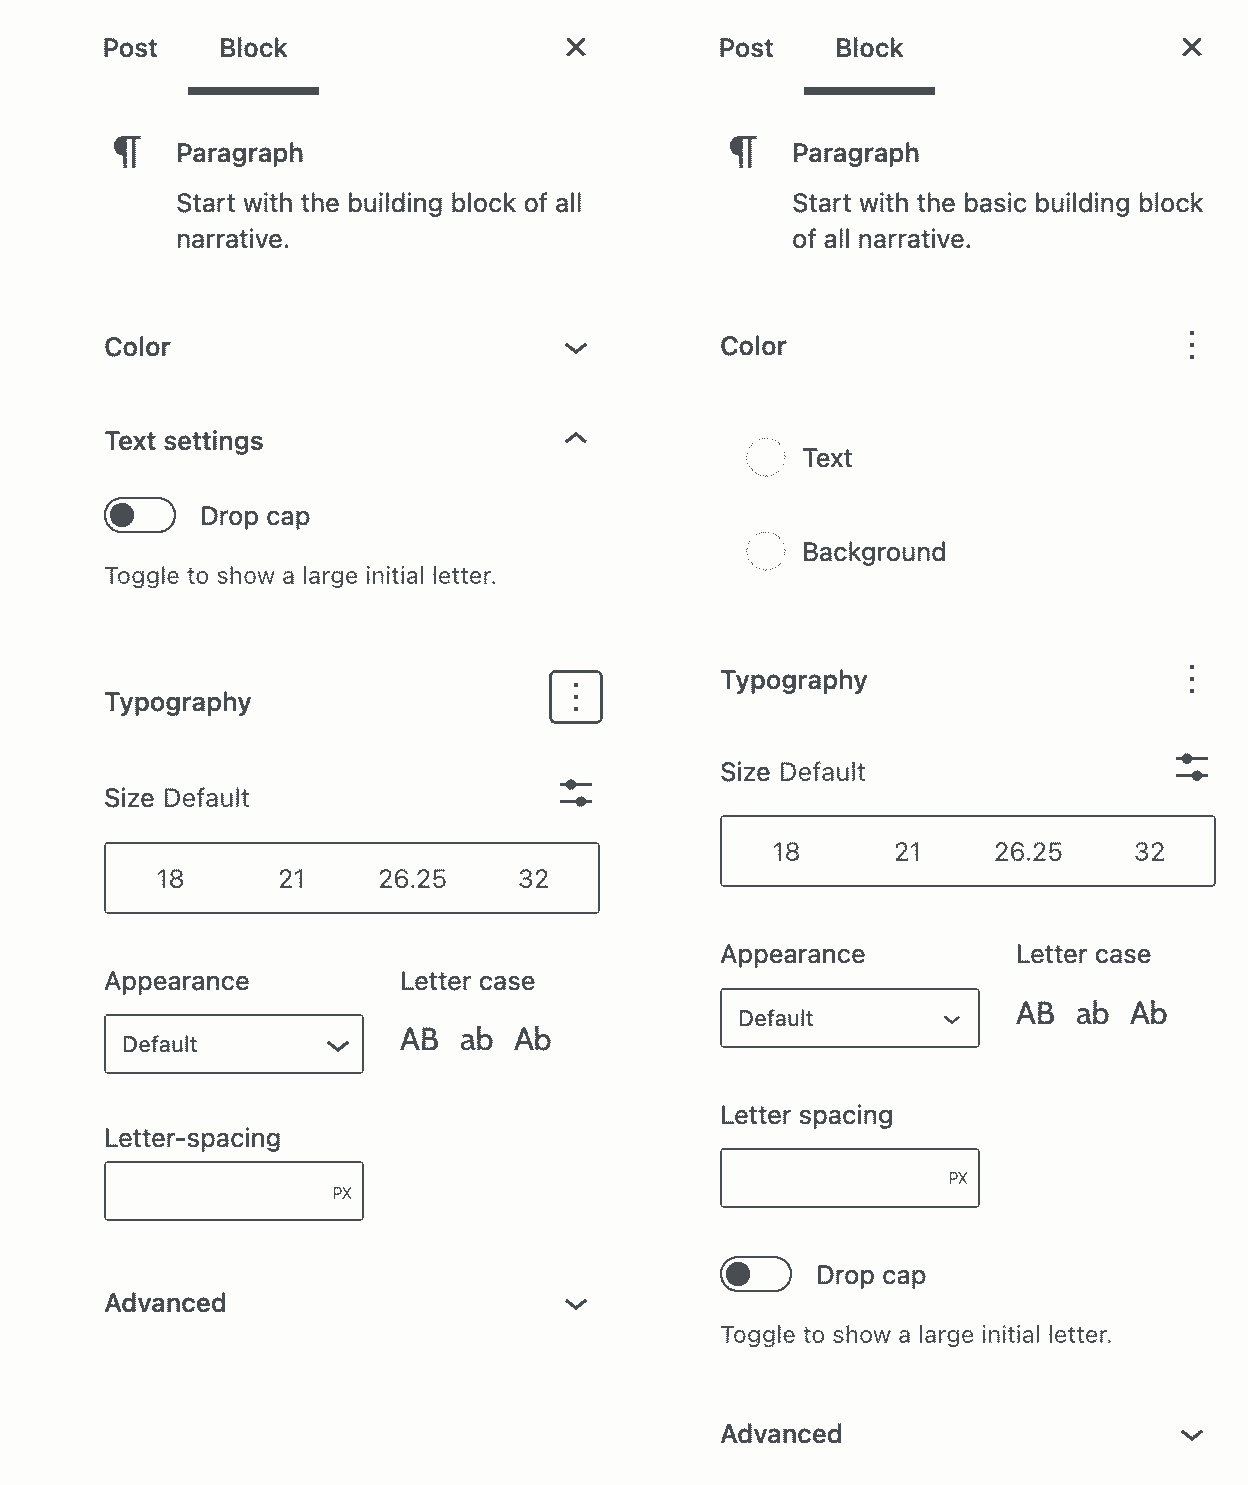 Post Block
Paragraph
Start with the building block of all
narrative.
Color
Text settings
Drop cap
Toggle to show a large initial letter.
Typography
Size Default
18 21 26.25 32
Appearance Letter case
Default AB ab Ab
Letter-spacing
PX
Advanced
Post Block
Paragraph
Start with the basic building block
of all narrative.
Color
Text
Background
Typography
Size Default
18 21 26.25 32
Appearance Letter case
Default AB ab Ab
Letter spacing
PX
Drop cap
Toggle to show a large initial letter.
Advanced